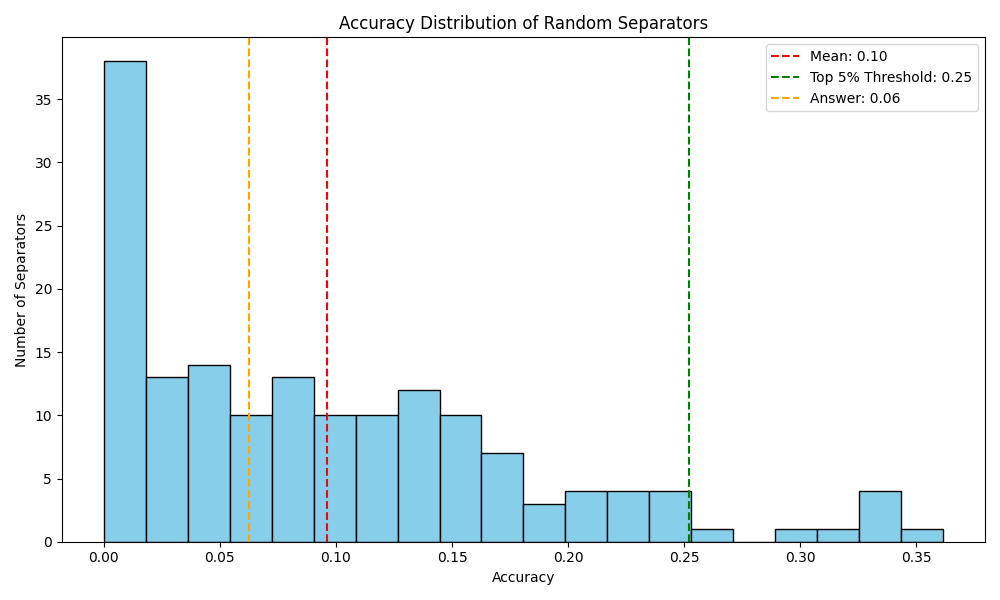 Accuracy Distribution of Random Separators
Mean: 0.10
Top 5% Threshold: 0.25
Answer: 0.06
Number of Separators
35
30
25
20
15
10
5
0
0.00 0.05 0.10 0.15 0.20 0.25 0.30 0.35
Accuracy